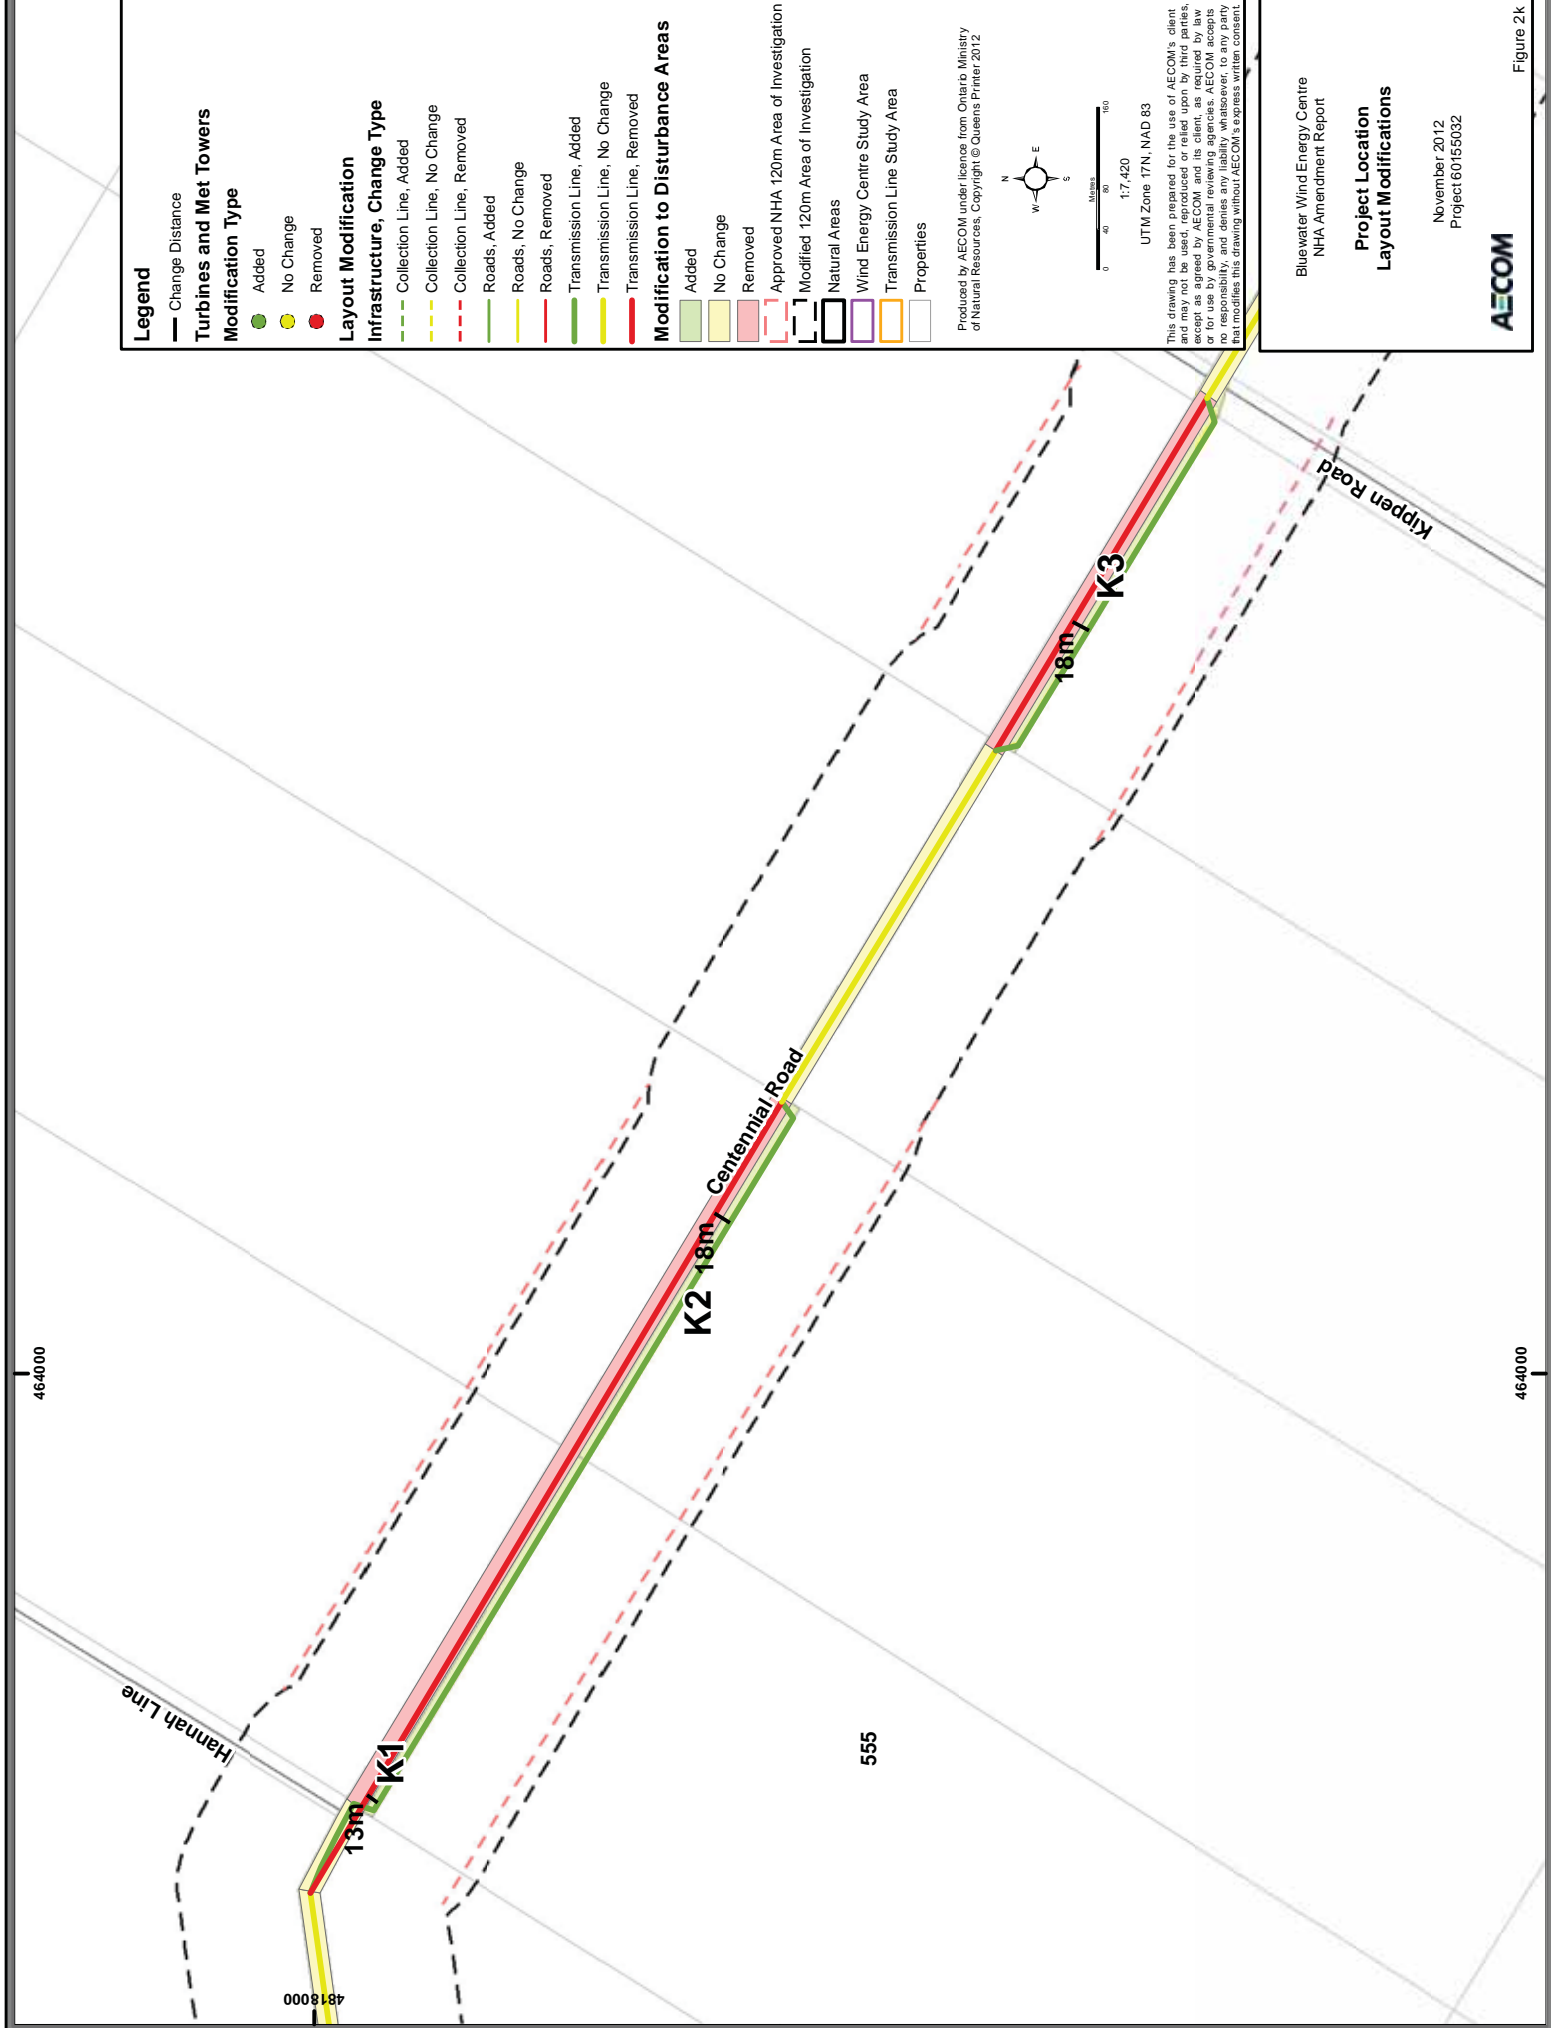 464000
Hannah Line
4818000
13m
K1
K2
18m
Centennial Road
18m
K3
Kippen Road
555
464000
Legend
Change Distance
Turbines and Met Towers
Modification Type
Added
No Change
Removed
Layout Modification
Infrastructure, Change Type
Collection Line, Added
Collection Line, No Change
Collection Line, Removed
Roads, Added
Roads, No Change
Roads, Removed
Transmission Line, Added
Transmission Line, No Change
Transmission Line, Removed
Modification to Disturbance Areas
Added
No Change
Removed
Approved NHA 120m Area of Investigation
Modified 120m Area of Investigation
Natural Areas
Wind Energy Centre Study Area
Transmission Line Study Area
Properties
Produced by AECOM under licence from Ontario Ministry
of Natural Resources, Copyright © Queens Printer 2012
N
W E
S
Metres
0 40 80 160
1:7,420
UTM Zone 17N, NAD 83
This drawing has been prepared for the use of AECOM's client
and may not be used, reproduced or relied upon by third parties,
except as agreed by AECOM and its client, as required by law
or for use by governmental reviewing agencies. AECOM accepts
no responsibility, and denies any liability whatsoever, to any party
that modifies this drawing without AECOM's express written consent.
Bluewater Wind Energy Centre
NHA Amendment Report
Project Location
Layout Modifications
November 2012
Project 60155032
AECOM
Figure 2k